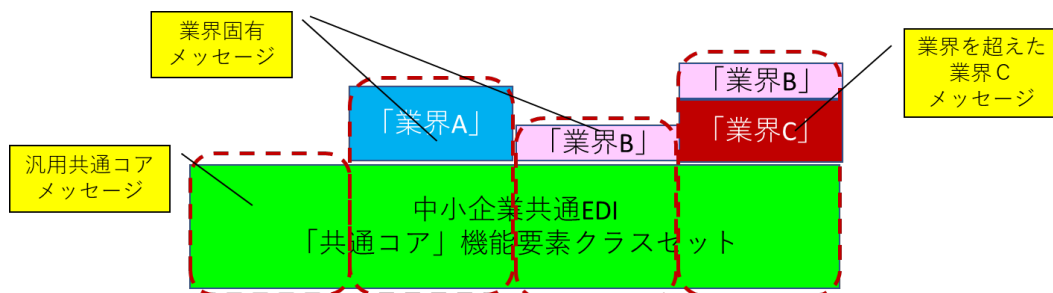 業界固有
メッセージ
業界を超えた
業界C
メッセージ
「業界B」
「業界A」
「業界B」
「業界C」
汎用共通コア
メッセージ
中小企業共通EDI
「共通コア」機能要素クラスセット